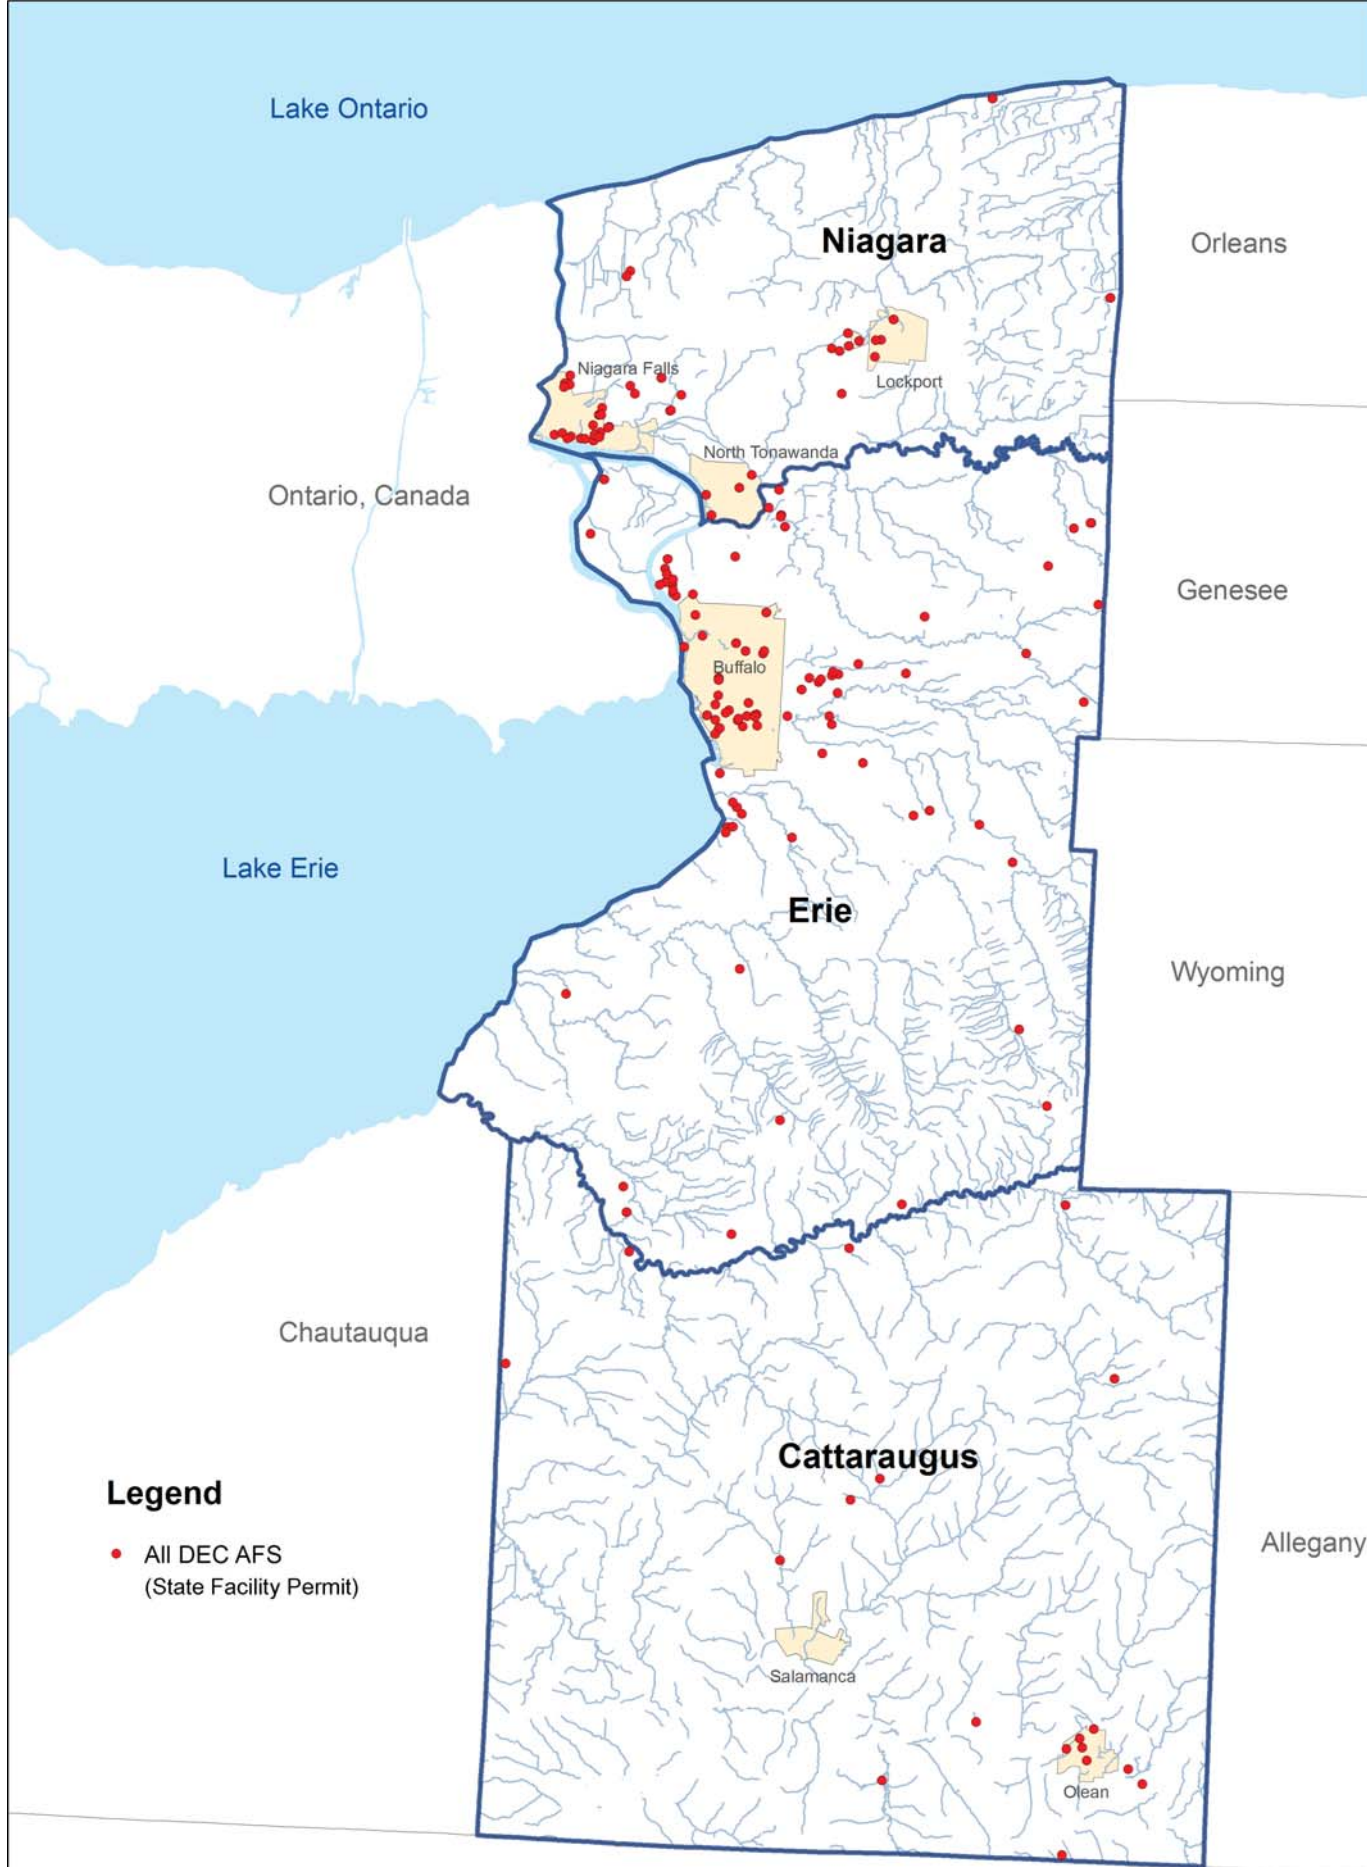 Lake Ontario
Niagara
Orleans
Niagara Falls
Lockport
North Tonawanda
Ontario, Canada
Genesee
Buffalo
Lake Erie
Erie
Wyoming
Chautauqua
Cattaraugus
Legend
All DEC AFS
(State Facility Permit)
Allegany
Salamanca
Olean